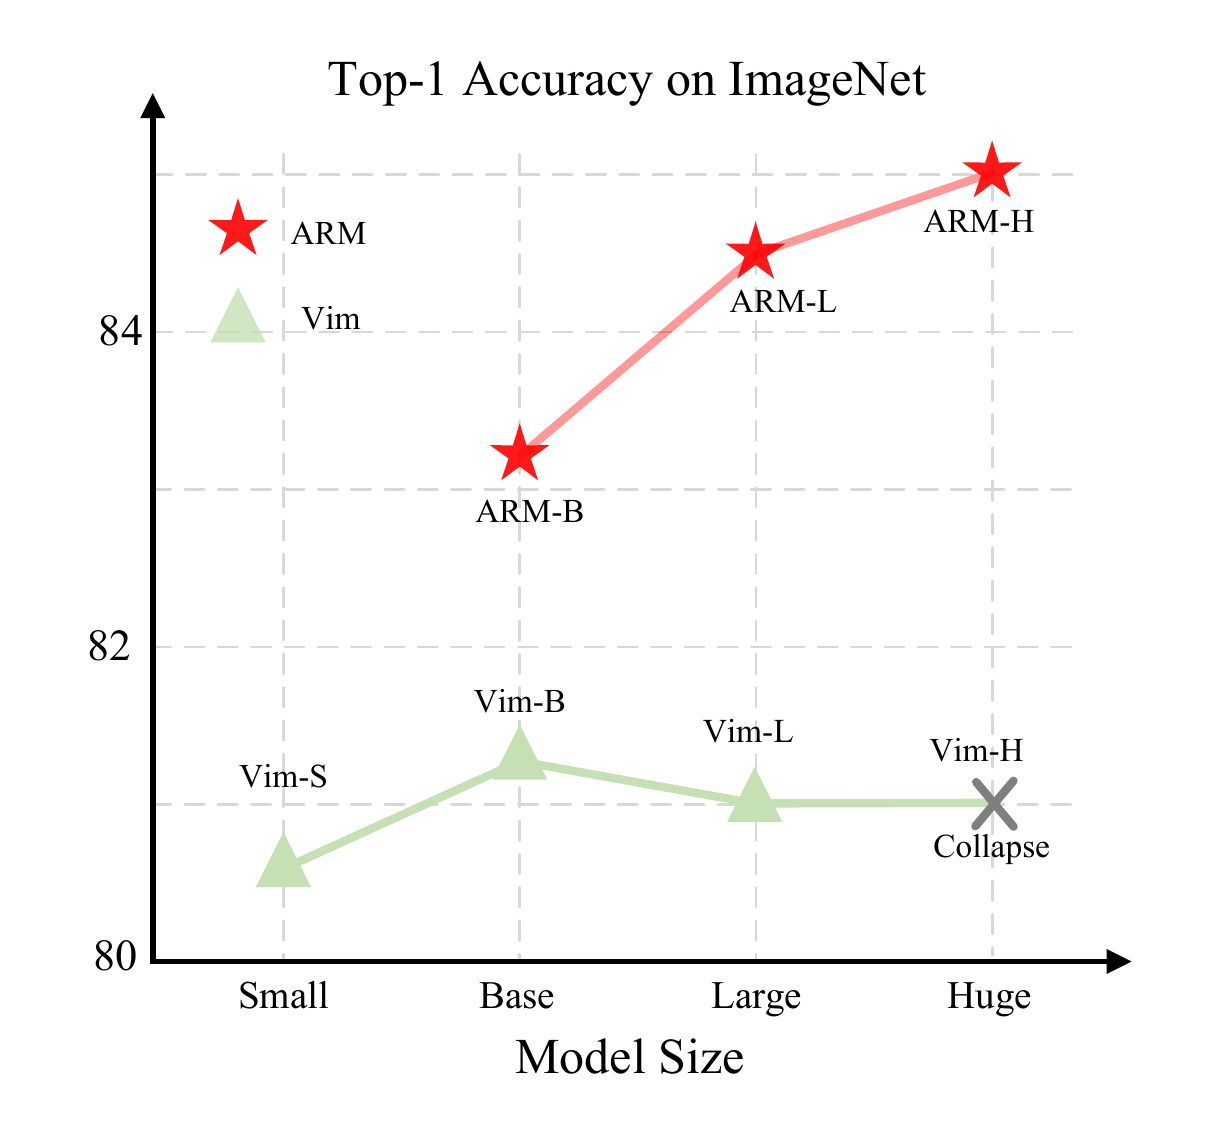 Top-1 Accuracy on ImageNet
ARM
Vim
ARM-H
ARM-L
84
ARM-B
82
Vim-B
Vim-L
Vim-H
Vim-S
Collapse
80
Small Base Large Huge
Model Size